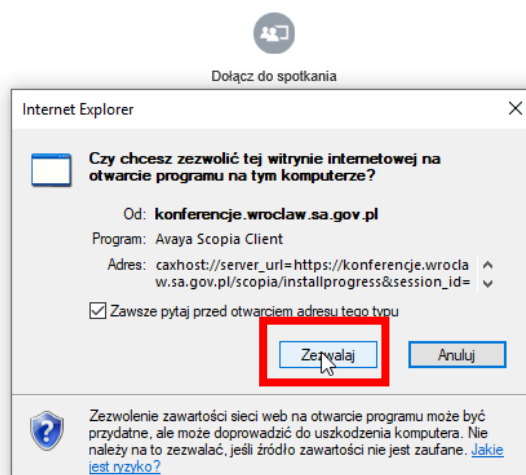 Dołącz do spotkania
Internet Explorer
Czy chcesz zezwolić tej witrynie internetowej na
otwarcie programu na tym komputerze?
Od: konferencje.wroclaw.sa.gov.pl
Program: Avaya Scopia Client
Adres: caxhost://server_url=https://konferencje.wrocla
w.sa.gov.pl/scopia/installprogress&session_id=
Zawsze pytaj przed otwarciem adresu tego typu
Zezwalaj Anuluj
Zezwolenie zawartości sieci web na otwarcie programu może być
przydatne, ale może doprowadzić do uszkodzenia komputera. Nie
należy na to zezwalać, jeśli źródło zawartości nie jest zaufane. Jakie
jest ryzyko?